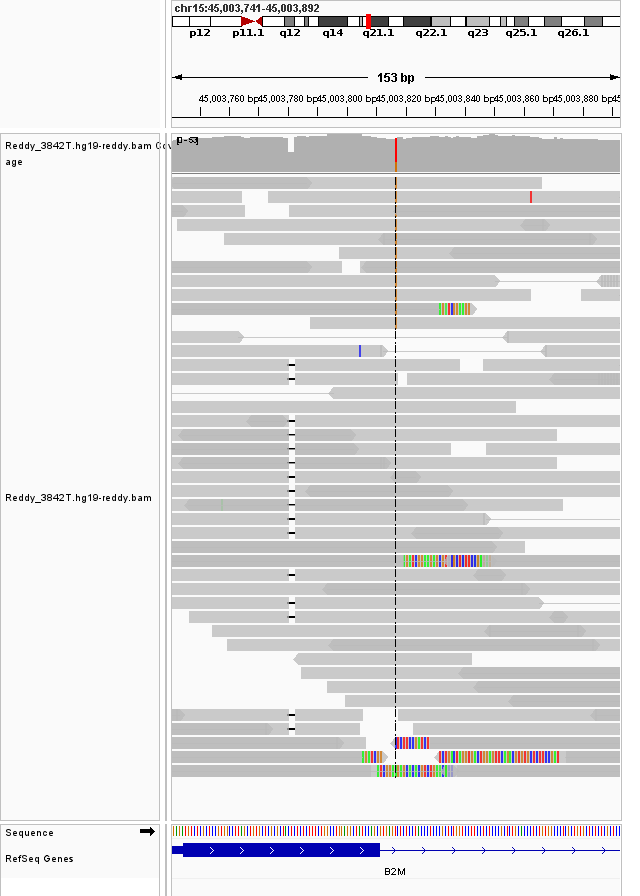 chr15:45,003,741-45,003,892
p12 p11.1 q12 q14 q21.1 q22.1 q23 q25.1 q26.1
153 bp
45,003,760 bp 45,003,780 bp 45,003,800 bp 45,003,820 bp 45,003,840 bp 45,003,860 bp 45,003,880 bp 45
Reddy_3842T.hg19-reddy.bam Cov
age
[0-53]
Reddy_3842T.hg19-reddy.bam
Sequence
RefSeq Genes
B2M